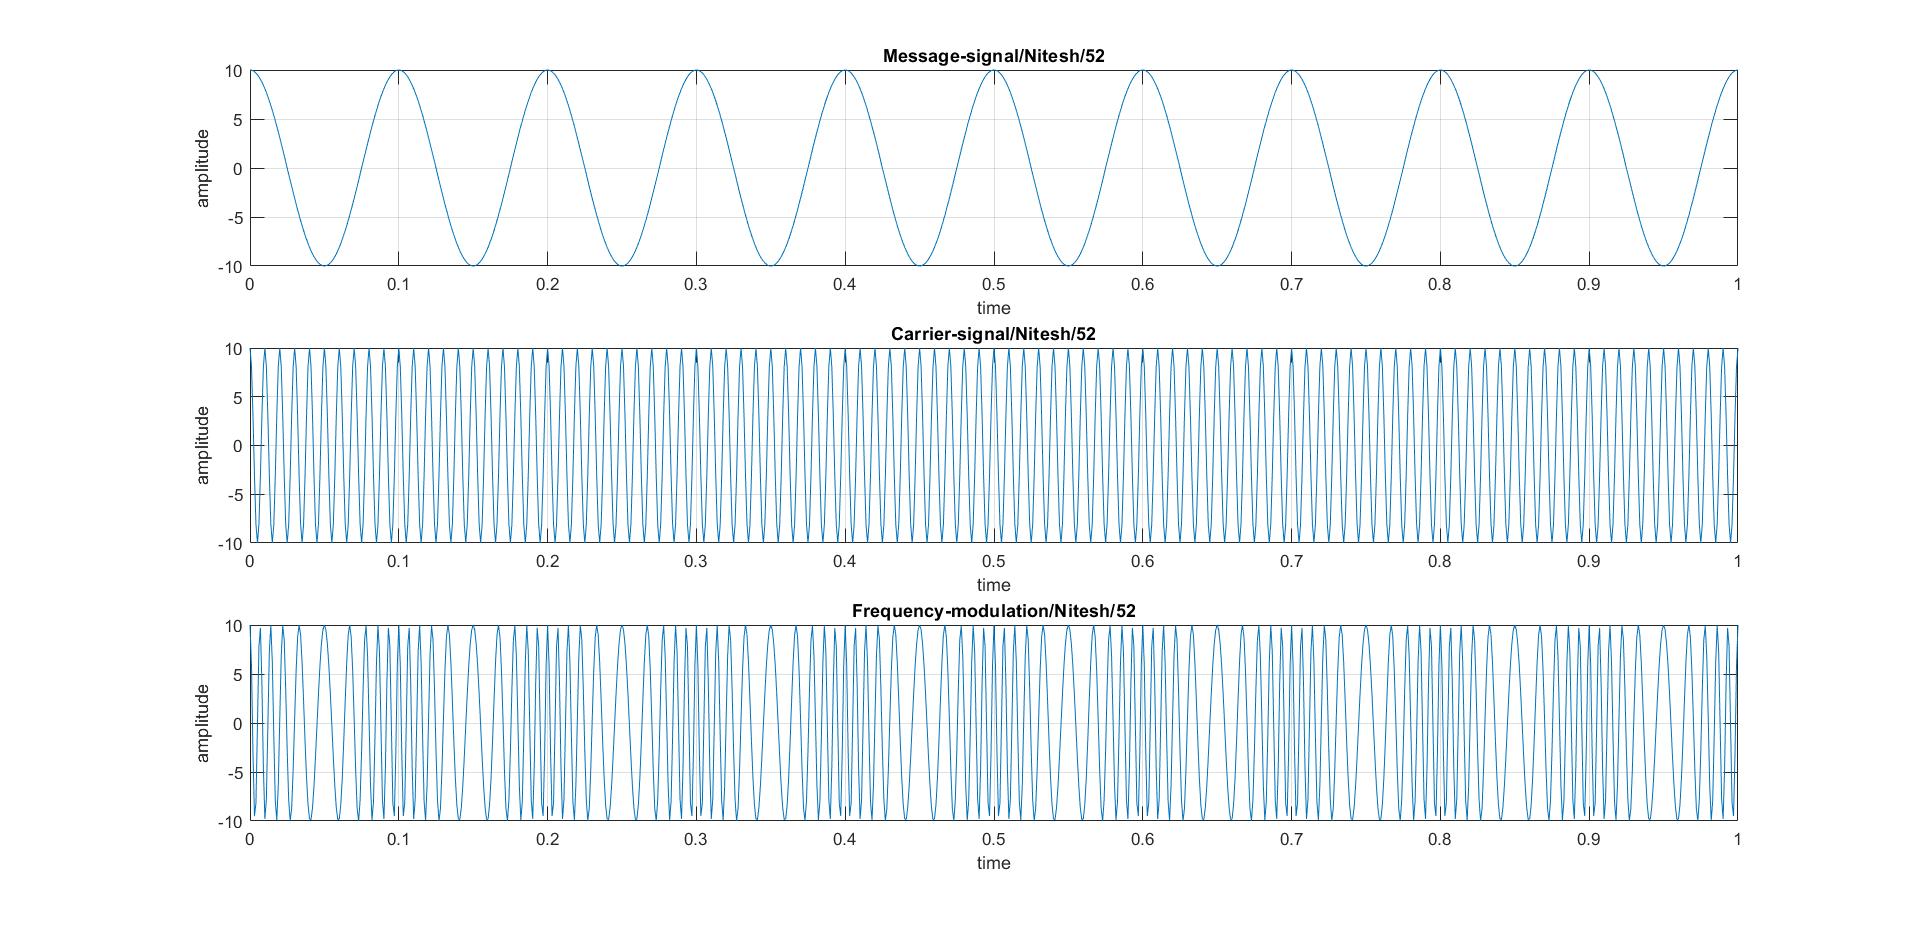 Message-signal/Nitesh/52
10
5
0
-5
-10
amplitude
0 0.1 0.2 0.3 0.4 0.5 0.6 0.7 0.8 0.9 1
time
Carrier-signal/Nitesh/52
10
5
0
-5
-10
amplitude
0 0.1 0.2 0.3 0.4 0.5 0.6 0.7 0.8 0.9 1
time
Frequency-modulation/Nitesh/52
10
5
0
-5
-10
amplitude
0 0.1 0.2 0.3 0.4 0.5 0.6 0.7 0.8 0.9 1
time